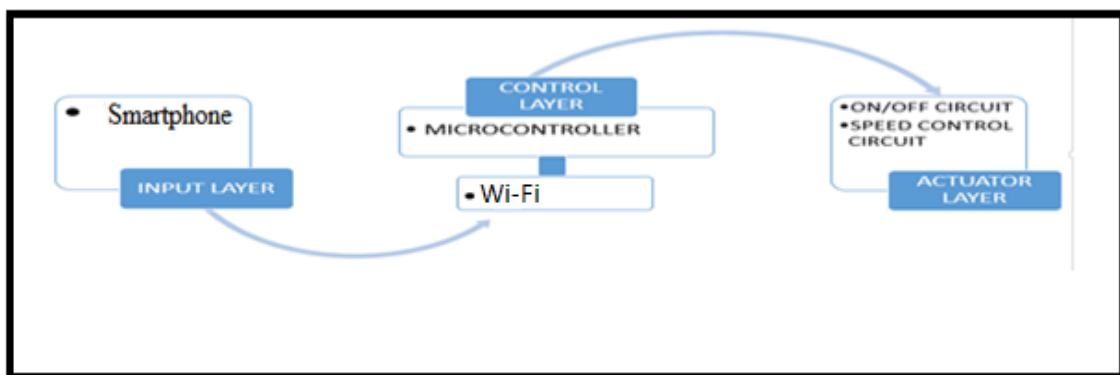 • Smartphone
INPUT LAYER
CONTROL
LAYER
• MICROCONTROLLER
• Wi-Fi
•ON/OFF CIRCUIT
•SPEED CONTROL
CIRCUIT
ACTUATOR
LAYER